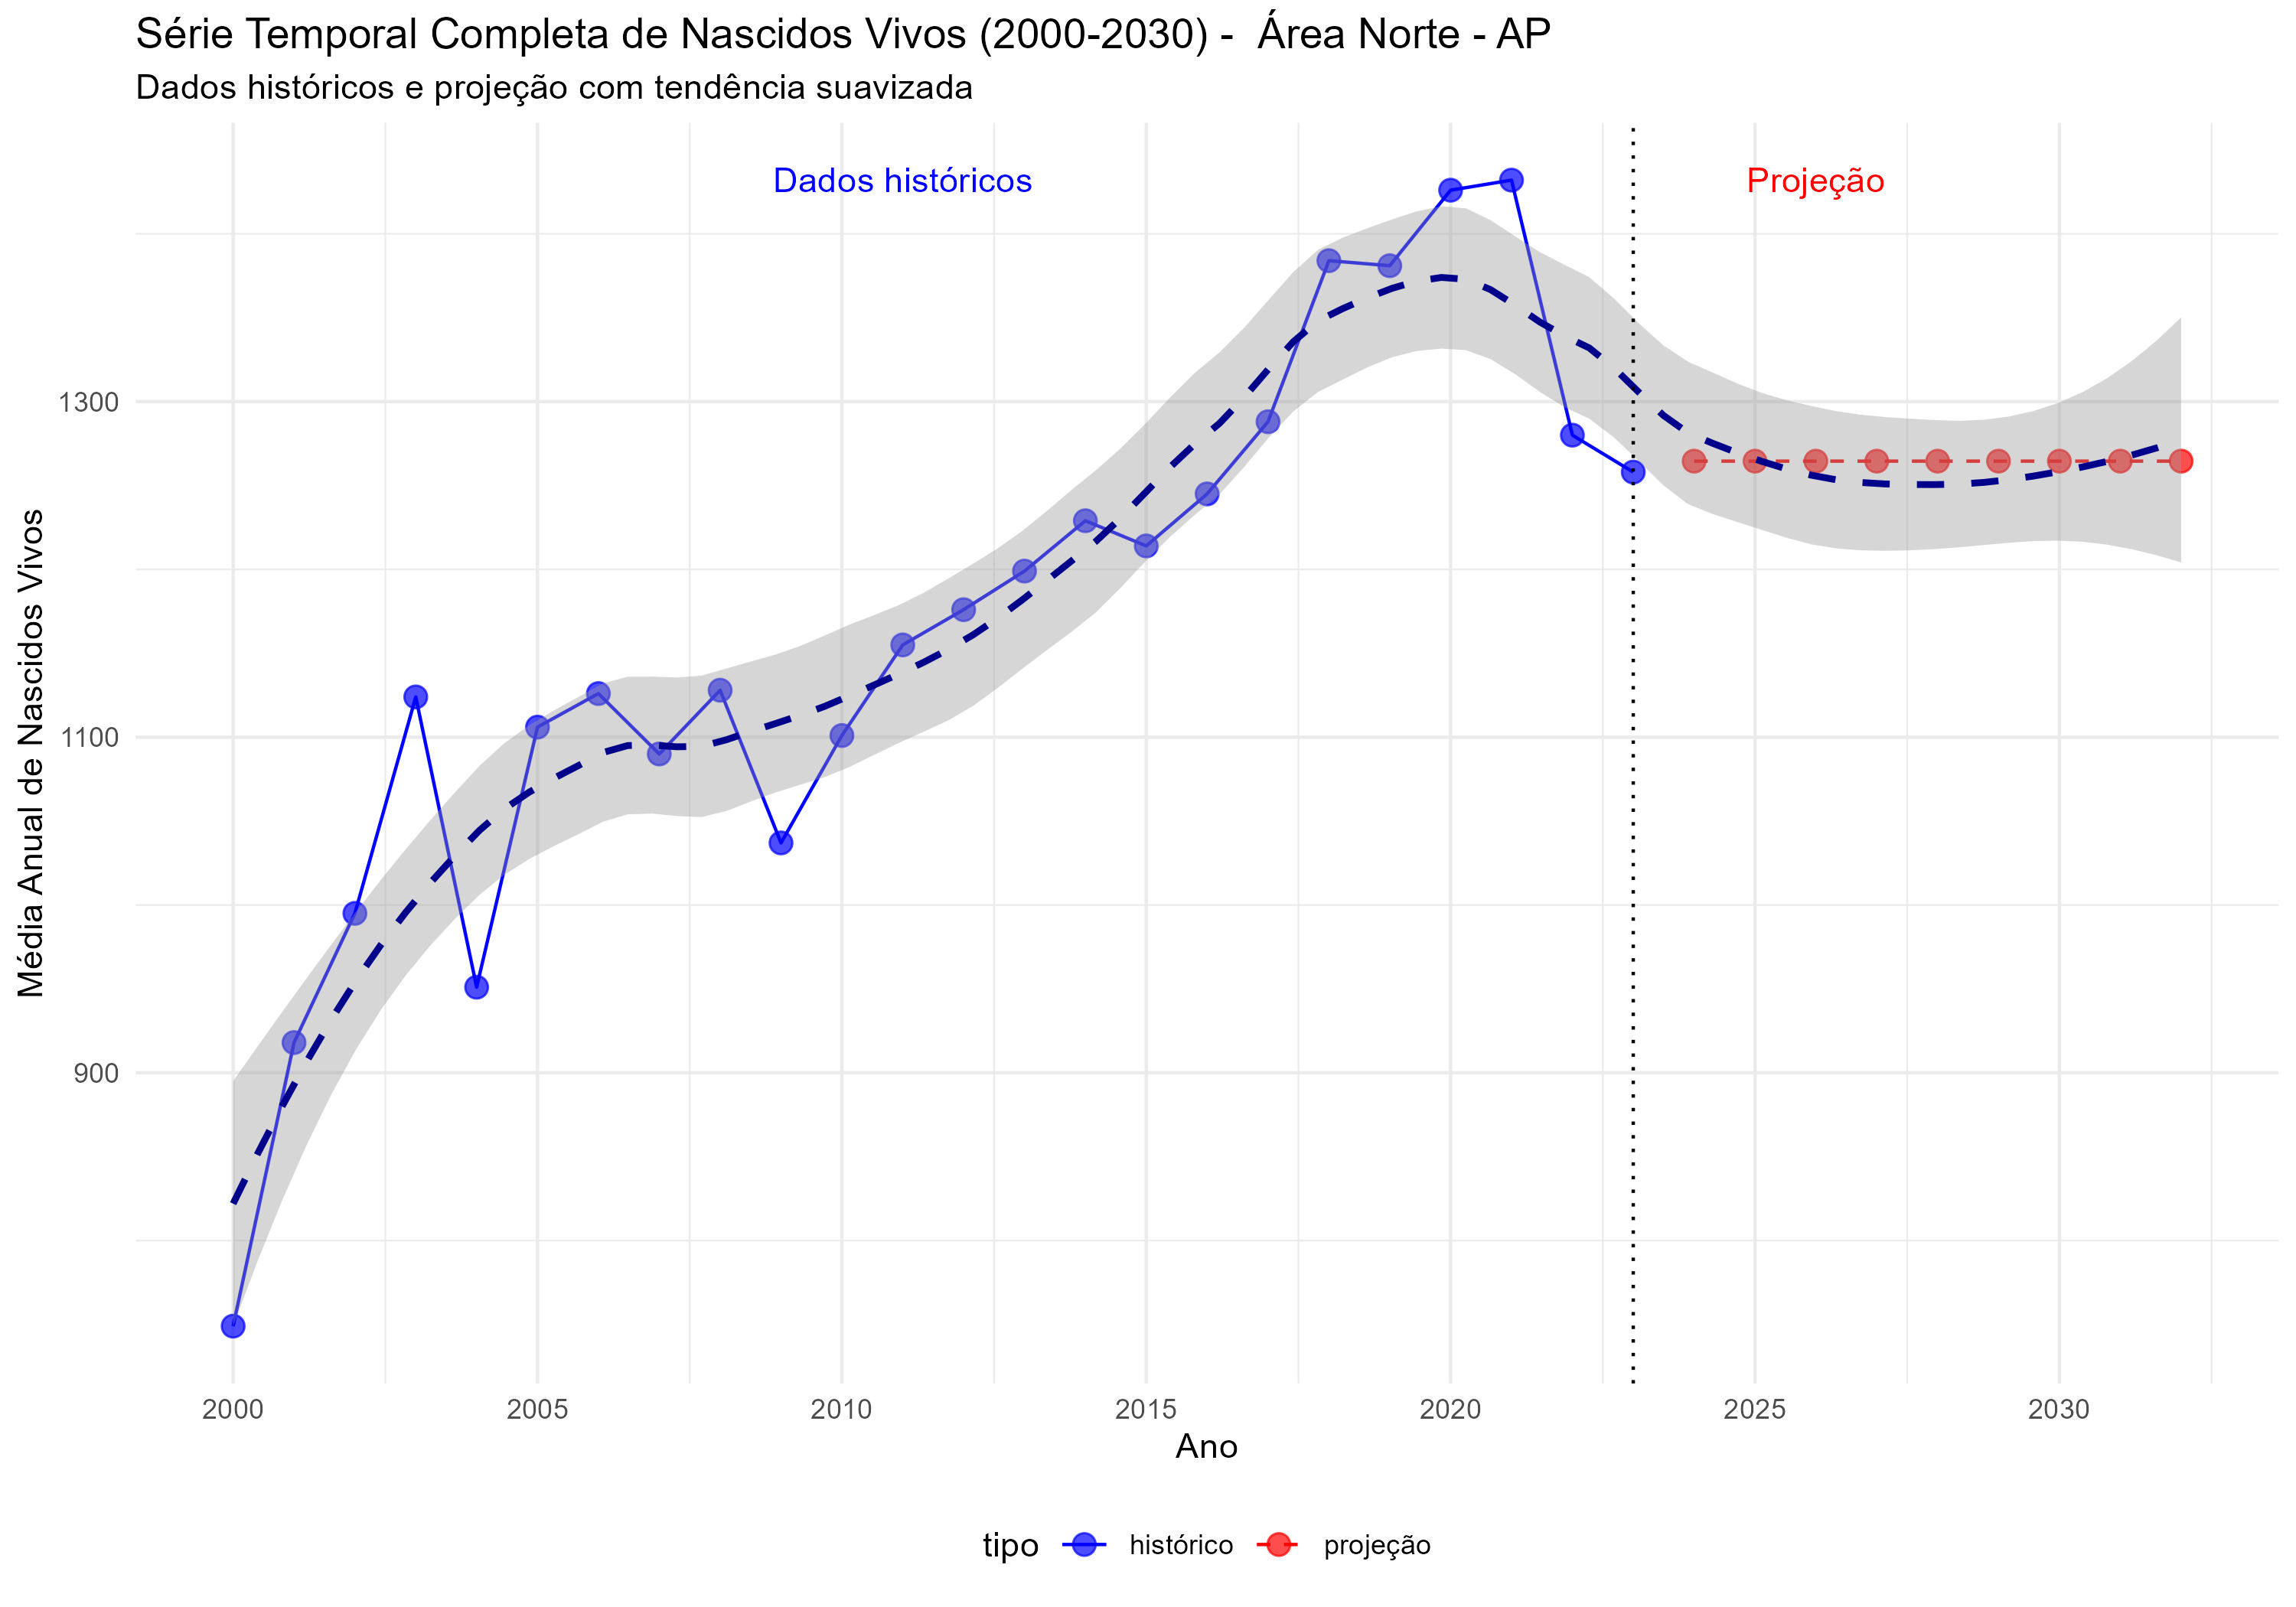 Série Temporal Completa de Nascidos Vivos (2000-2030) -  Área Norte - AP
Dados históricos e projeção com tendência suavizada
Dados históricos
Projeção
Média Anual de Nascidos Vivos
1300
1100
900
2000
2005
2010
2015
2020
2025
2030
Ano
tipo
histórico
projeção